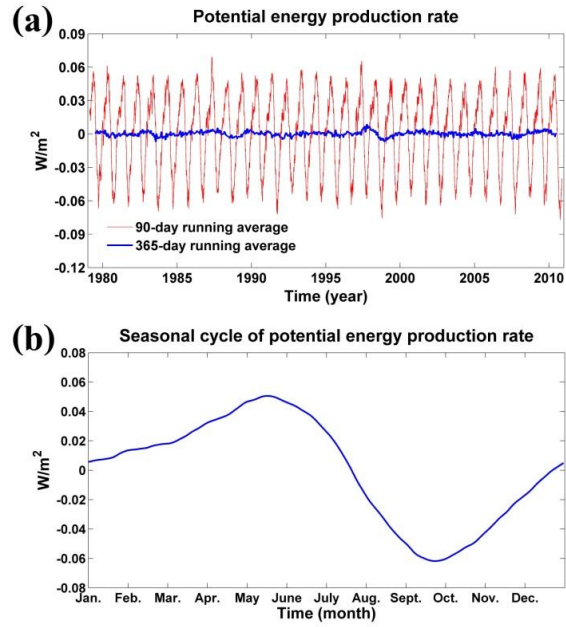 (a)
Potential energy production rate
0.09
0.06
0.03
0
-0.03
-0.06
-0.09
-0.12
W/m²
90-day running average
365-day running average
1980 1985 1990 1995 2000 2005 2010
Time (year)
(b)
Seasonal cycle of potential energy production rate
0.08
0.06
0.04
0.02
0
-0.02
-0.04
-0.06
-0.08
W/m²
Jan. Feb. Mar. Apr. May June July Aug. Sept. Oct. Nov. Dec.
Time (month)